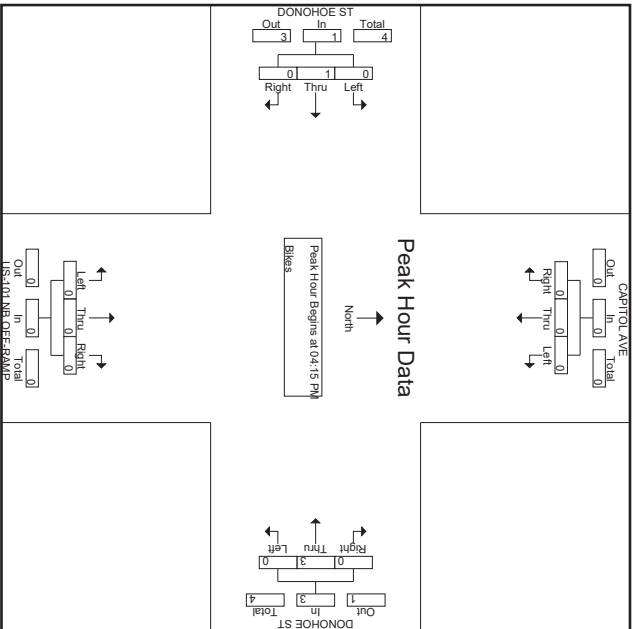 DONOHOE ST
Out In Total
3 1 4
0 1 0
Right Thru Left
CAPITOL AVE
Out In Total
0 0 0
0 0 0
Right Thru Left
Peak Hour Data
North
Peak Hour Begins at 04:15 PM
Bikes
Left Thru Right
0 0 0
0 0 0
Out In Total
US-101 NB OFF-RAMP
Right Thru Left
0 3 0
1 3 4
Out In Total
DONOHOE ST